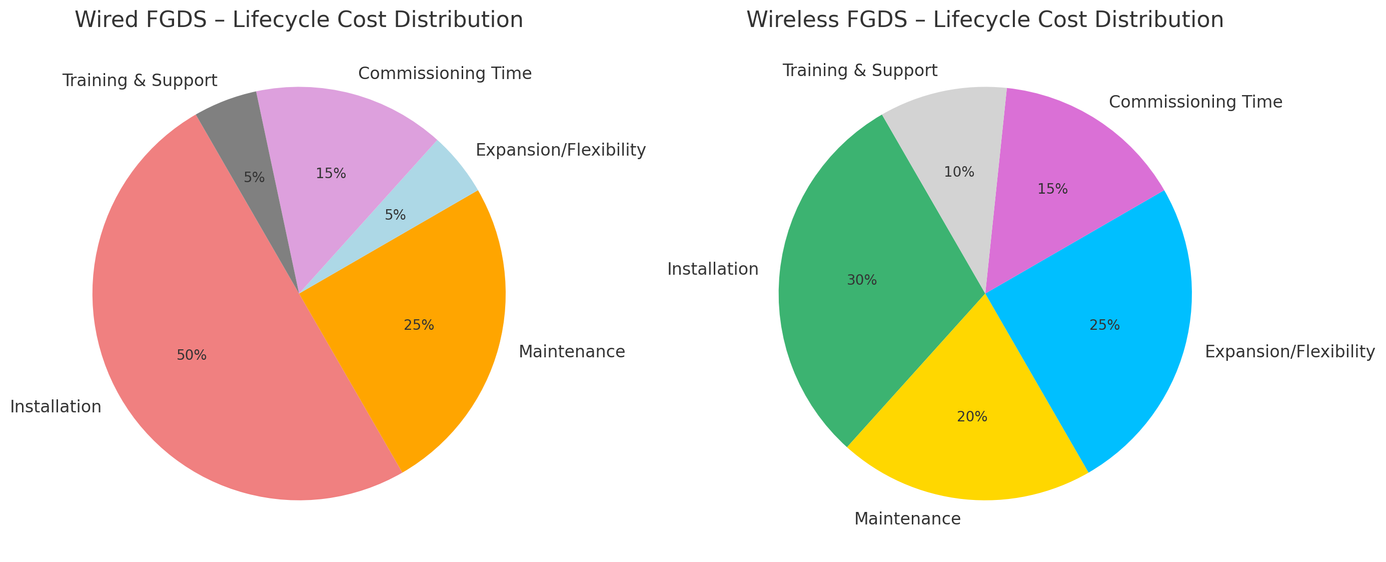 Wired FGDS – Lifecycle Cost Distribution
Training & Support
Commissioning Time
Expansion/Flexibility
5%
15%
5%
25%
50%
Maintenance
Installation
Wireless FGDS – Lifecycle Cost Distribution
Training & Support
Commissioning Time
10%
15%
Installation
30%
25%
Expansion/Flexibility
20%
Maintenance